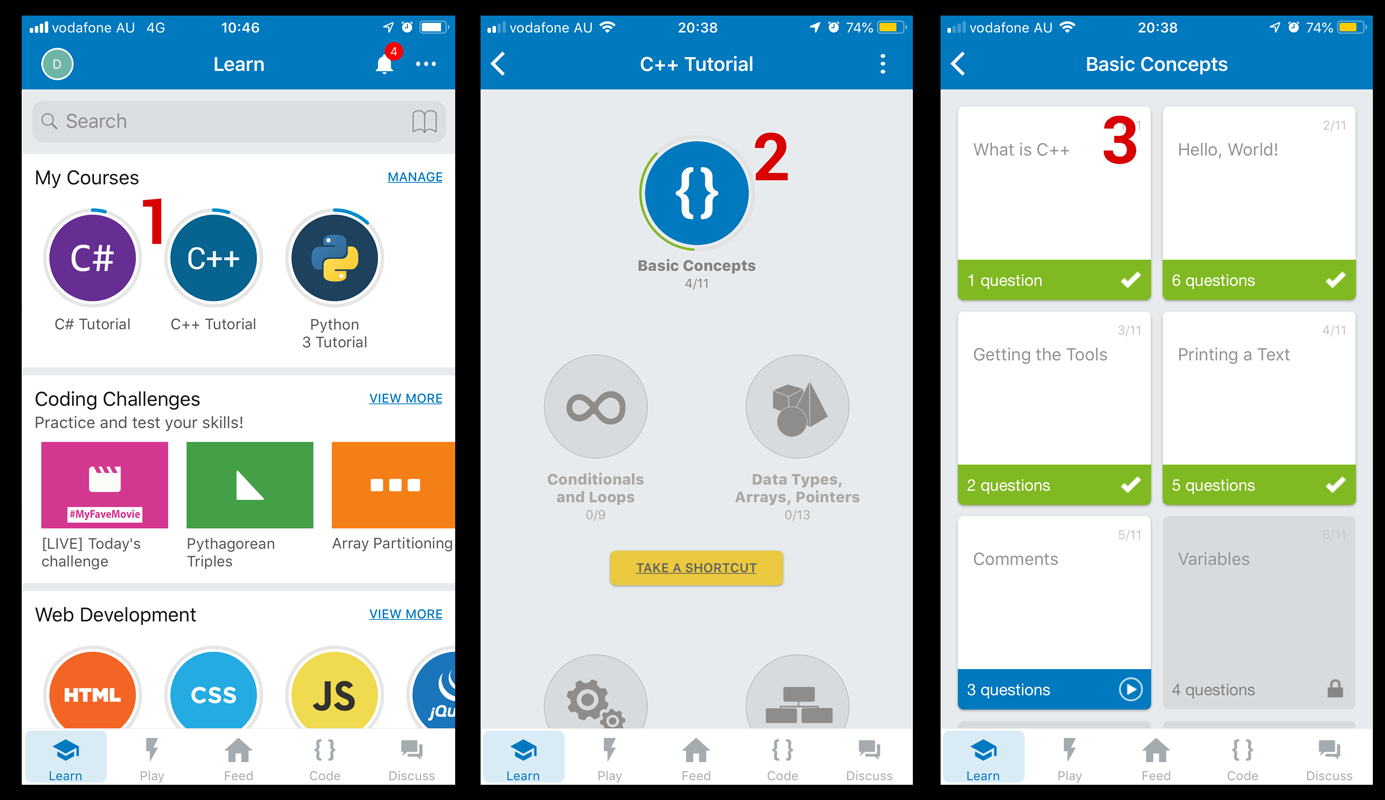 vodafone AU 4G 10:46
D Learn 4
Search
My Courses MANAGE
1
C# C++
C# Tutorial C++ Tutorial Python
3 Tutorial
Coding Challenges VIEW MORE
Practice and test your skills!
#MyFaveMovie
[LIVE] Today's Pythagorean Array Partitioning
challenge Triples
Web Development VIEW MORE
HTML CSS JS jQu
Learn Play Feed Code Discuss
vodafone AU 20:38 74%
C++ Tutorial
2
{}
Basic Concepts
4/11
Conditionals Data Types,
and Loops Arrays, Pointers
0/9 0/13
TAKE A SHORTCUT
Learn Play Feed Code Discuss
vodafone AU 20:38 74%
Basic Concepts
3
2/11
What is C++ Hello, World!
1 question 6 questions
3/11 4/11
Getting the Tools Printing a Text
2 questions 5 questions
5/11 6/11
Comments Variables
3 questions 4 questions
Learn Play Feed Code Discuss